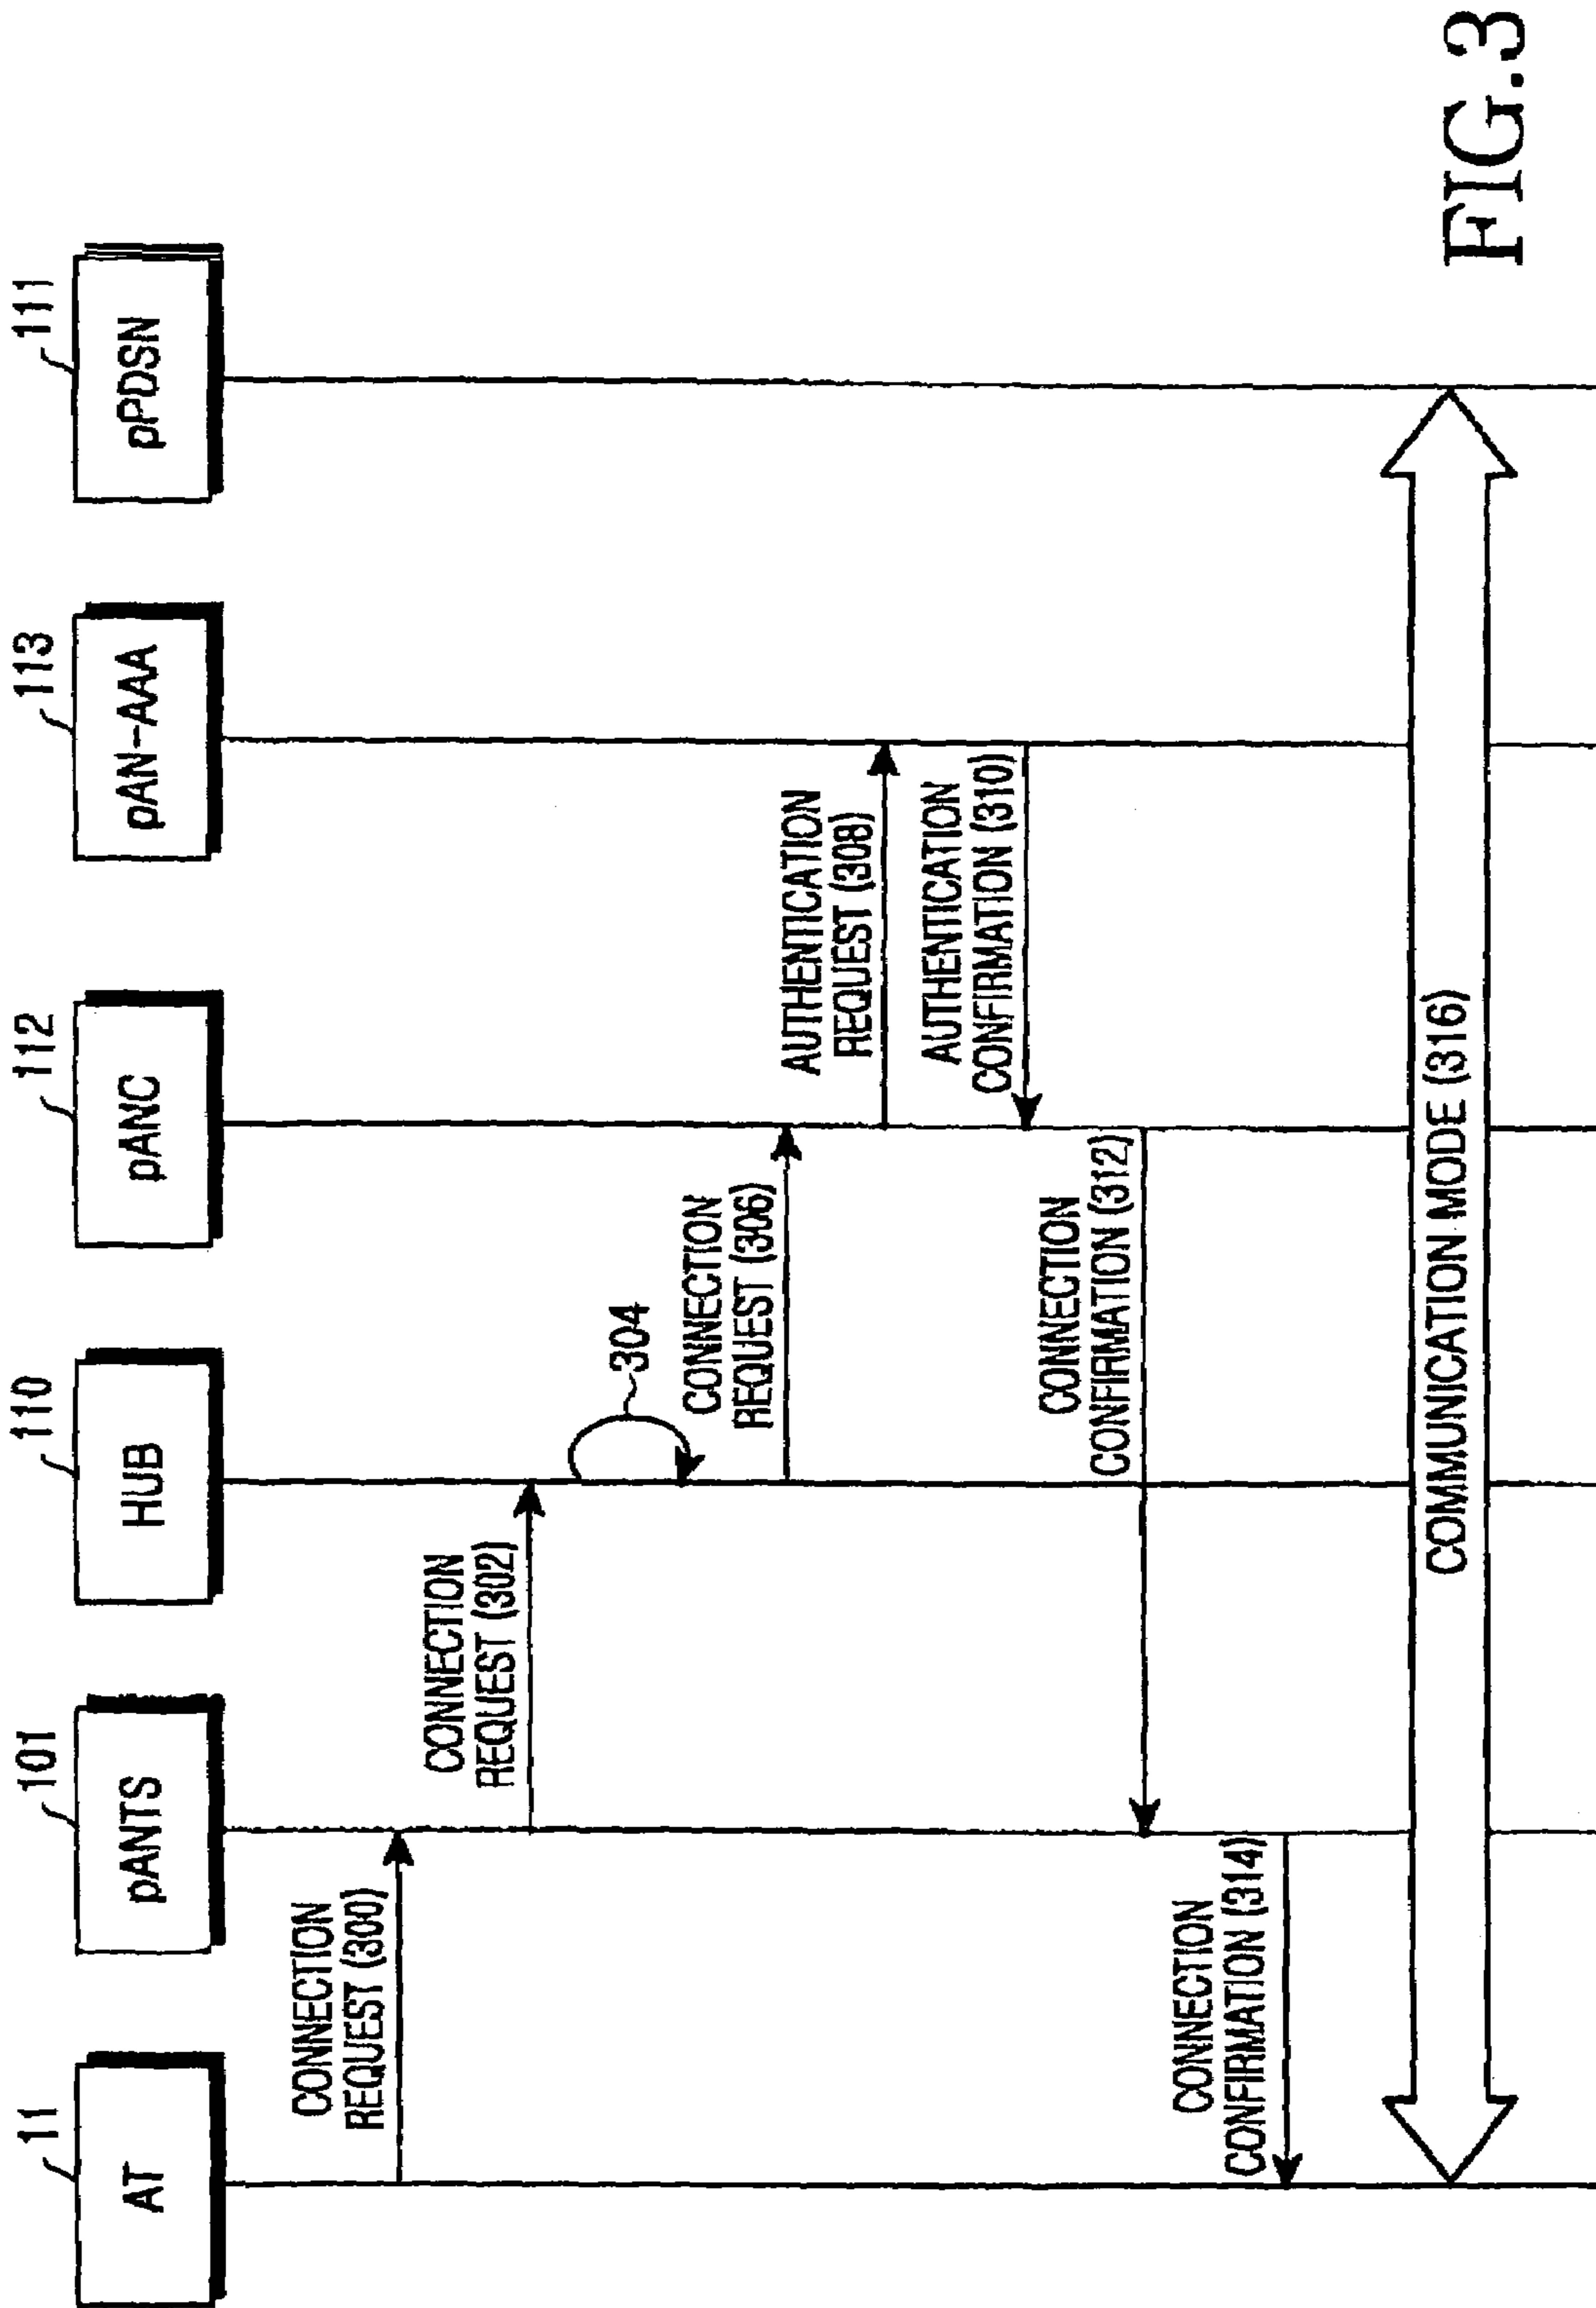 11
101
110
112
113
111
AT
pANTS
HUB
pANC
pAN-AAA
pPDSN
CONNECTION
REQUEST (300)
CONNECTION
REQUEST (302)
304
CONNECTION
REQUEST (306)
AUTHENTICATION
REQUEST (308)
AUTHENTICATION
CONFIRMATION (310)
CONNECTION
CONFIRMATION (312)
CONNECTION
CONFIRMATION (314)
COMMUNICATION MODE (316)
FIG.3